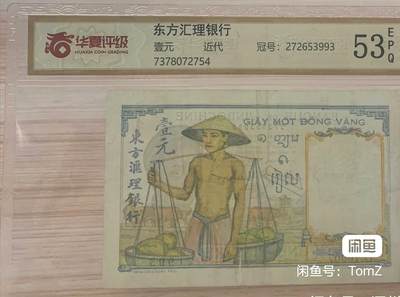 华夏评级
HUAXIA COIN GRADING
东方汇理银行
壹元 近代 冠号：272653993
7378072754
53
EPQ
GIẤY MỘT ĐỒNG VÀNG
壹元
東方滙理銀行
闲鱼
闲鱼号：TomZ